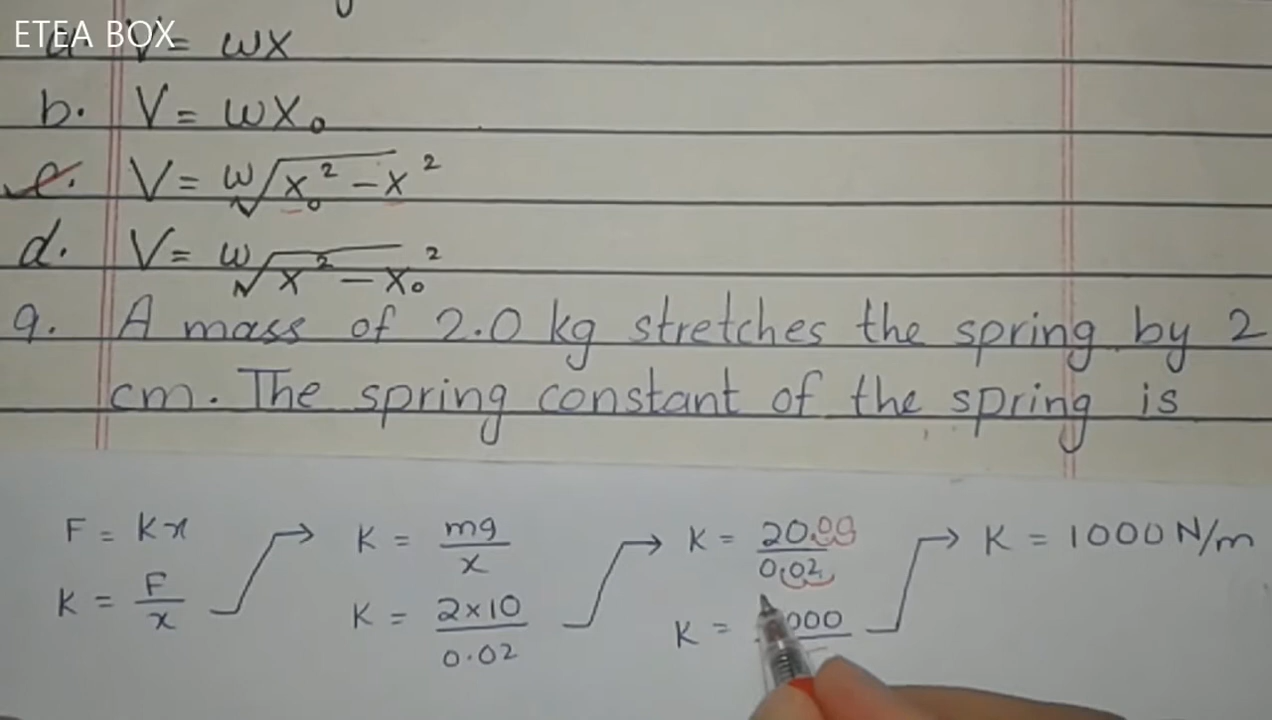 ETEA BOX
a. V = ωx
b. V = ωx₀
c. V = ω√x₀² – x²
d. V = ω√x² – x₀²
9. A mass of 2.0 kg stretches the spring by 2
cm. The spring constant of the spring is
F = Kx
K = F/x
K = mg/x
K = 2×10/0.02
K = 20.00/0.02
K =
K = 1000 N/m